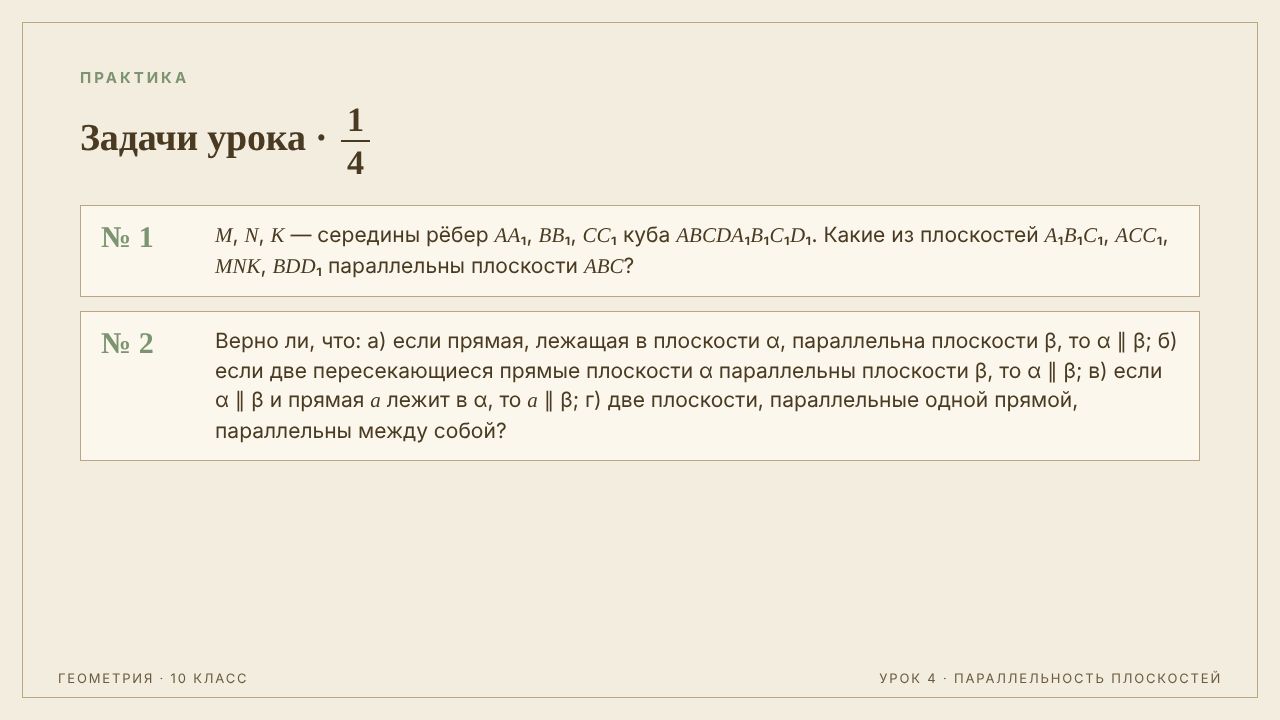 ПРАКТИКА
Задачи урока · 1/4
№ 1
M, N, K — середины рёбер AA₁, BB₁, CC₁ куба ABCDA₁B₁C₁D₁. Какие из плоскостей A₁B₁C₁, ACC₁,
MNK, BDD₁ параллельны плоскости ABC?
№ 2
Верно ли, что: а) если прямая, лежащая в плоскости α, параллельна плоскости β, то α ∥ β; б)
если две пересекающиеся прямые плоскости α параллельны плоскости β, то α ∥ β; в) если
α ∥ β и прямая a лежит в α, то a ∥ β; г) две плоскости, параллельные одной прямой,
параллельны между собой?
ГЕОМЕТРИЯ · 10 КЛАСС
УРОК 4 · ПАРАЛЛЕЛЬНОСТЬ ПЛОСКОСТЕЙ